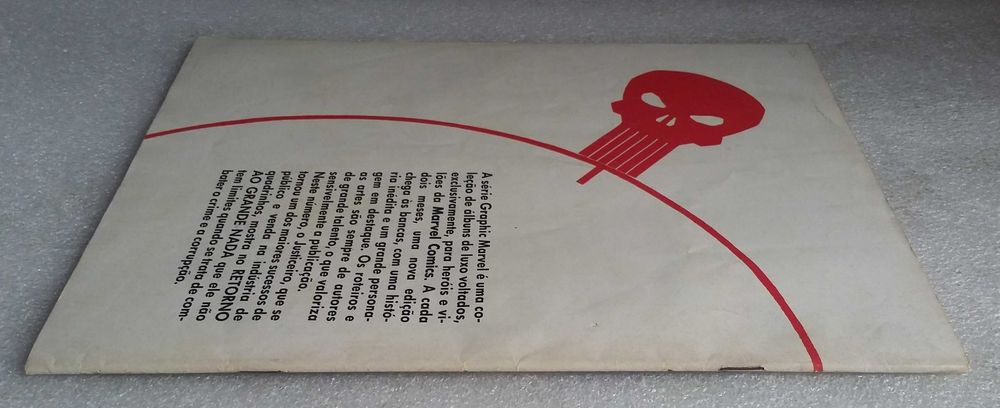 A série Graphic Marvel é uma co-
leção de álbuns de luxo voltados,
exclusivamente, para heróis e vi-
lões da Marvel Comics. A cada
dois meses, uma nova edição
chega às bancas, com uma histó-
ria inédita e um grande persona-
gem em destaque. Os roteiros e
as artes são sempre de autores
de grande talento, o que valoriza
sensivelmente a publicação.
Neste número, o Justiceiro, que se
tornou um dos maiores sucessos de
público e venda na indústria de
quadrinhos, mostra no RETORNO
AO GRANDE NADA que ele não
tem limites quando se trata de com-
bater o crime e a corrupção.